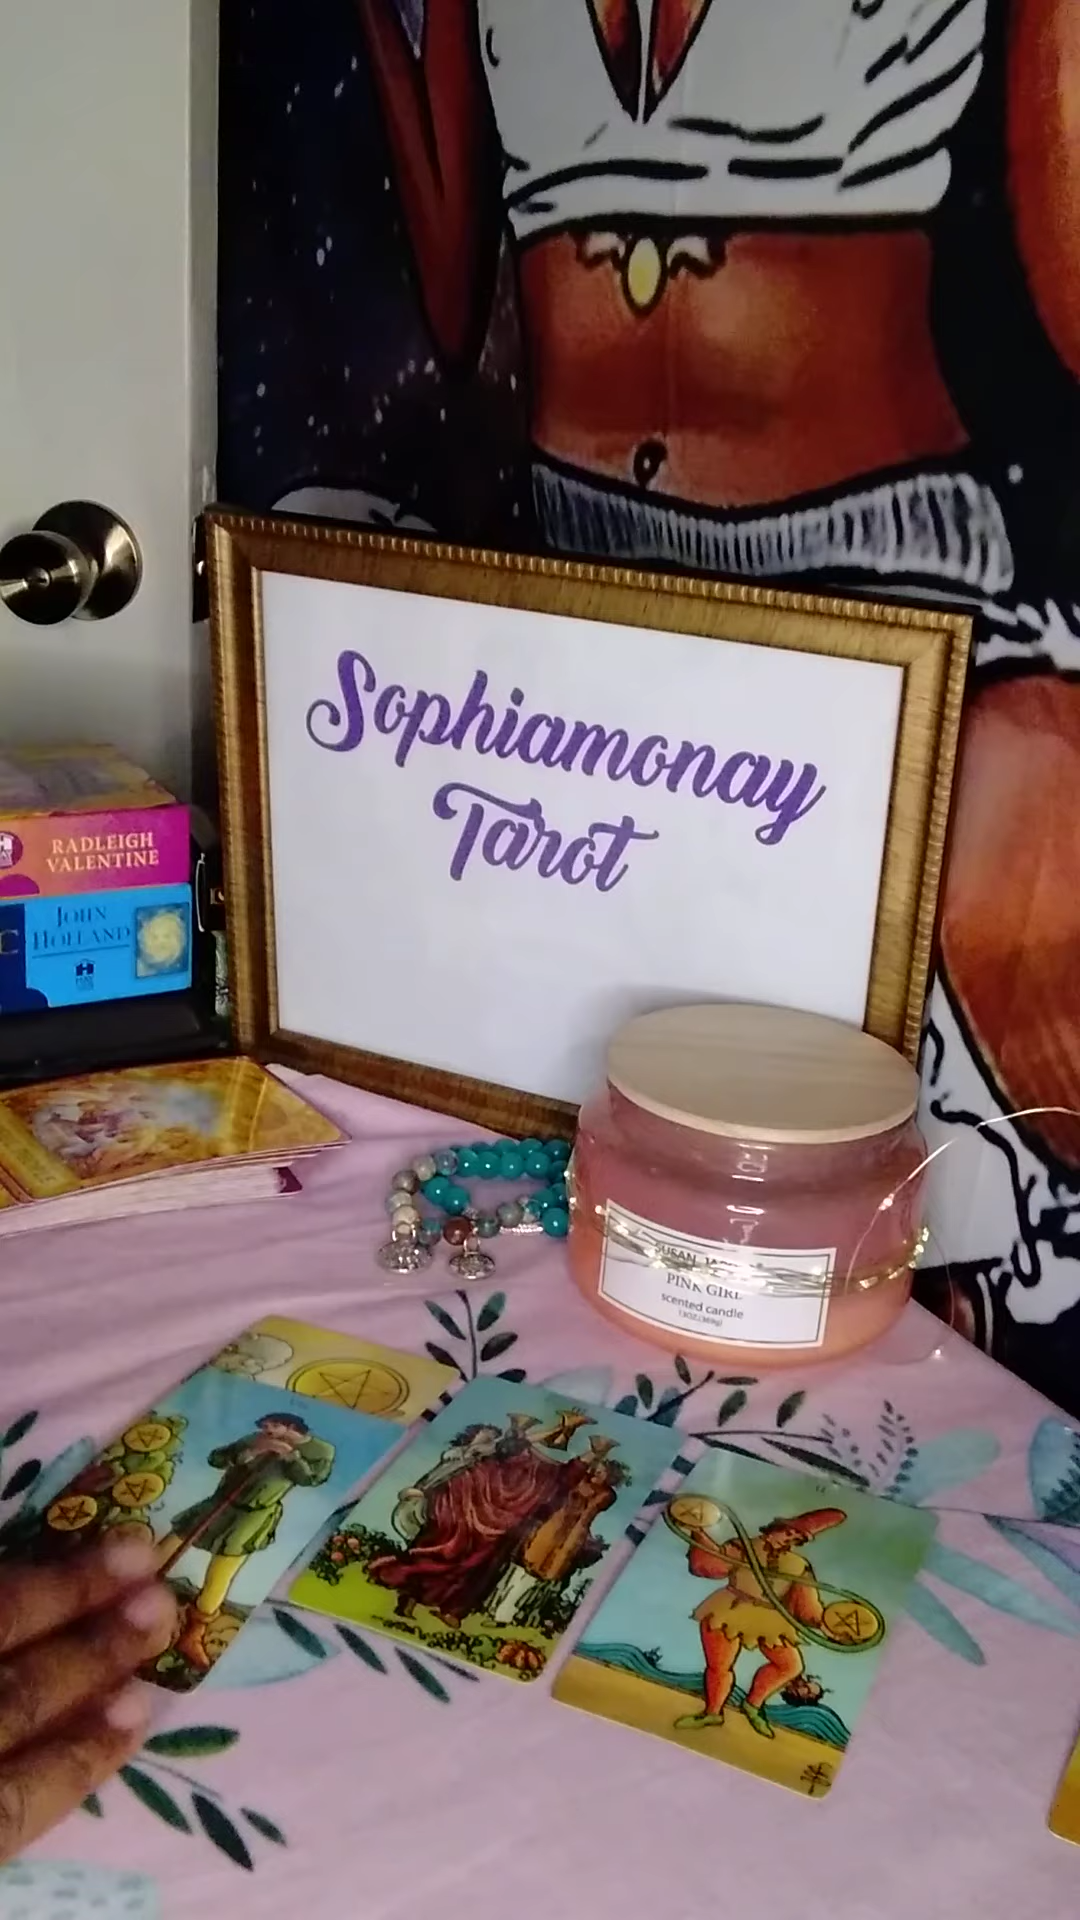 Sophiamonay
Tarot
RADLEIGH
VALENTINE
JOHN
HOLLAND
PINK GIRL
scented candle